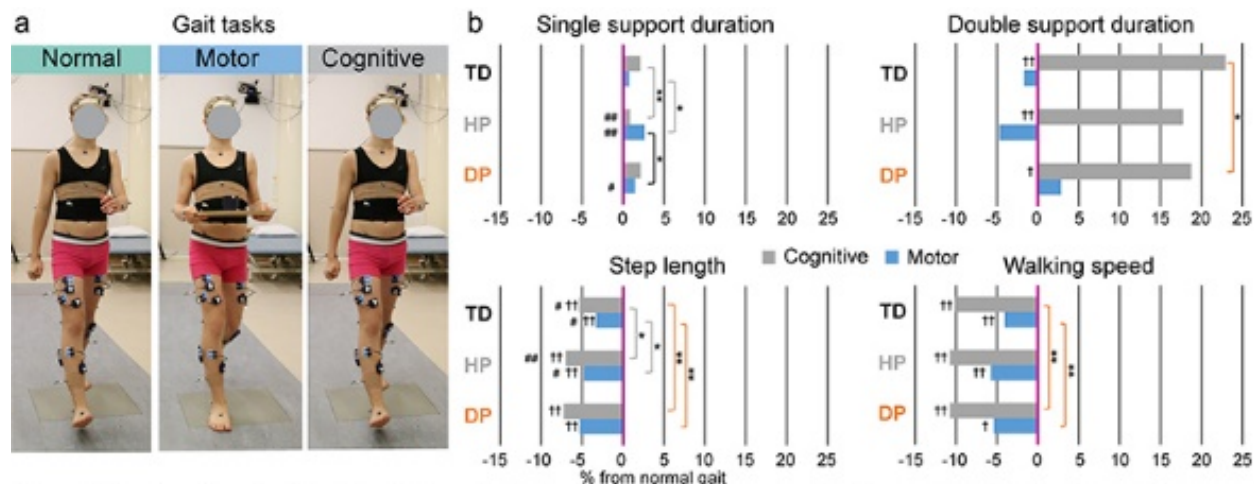 a
Gait tasks
Normal
Motor
Cognitive
b
Single support duration
TD
HP
DP
**
*
##
##
*
#
-15 -10 -5 0 5 10 15 20 25
Double support duration
TD
HP
DP
††
††
†
*
-15 -10 -5 0 5 10 15 20 25
Cognitive Motor
Step length
TD
HP
DP
# ††
# ††
## ††
# ††
††
††
*
*
**
**
-15 -10 -5 0 5 10 15 20 25
% from normal gait
Walking speed
TD
HP
DP
††
††
††
††
††
†
**
**
-15 -10 -5 0 5 10 15 20 25